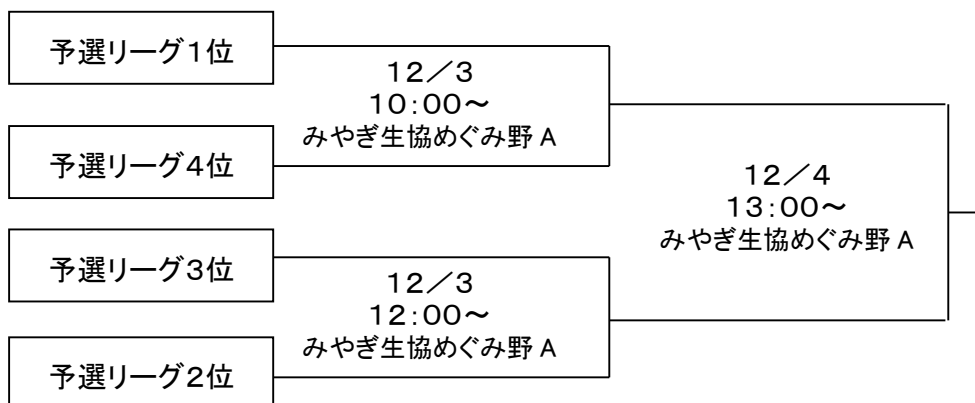 予選リーグ１位
１２／３
１０：００～
みやぎ生協めぐみ野 A
予選リーグ４位
１２／４
１３：００～
みやぎ生協めぐみ野 A
予選リーグ３位
１２／３
１２：００～
みやぎ生協めぐみ野 A
予選リーグ２位